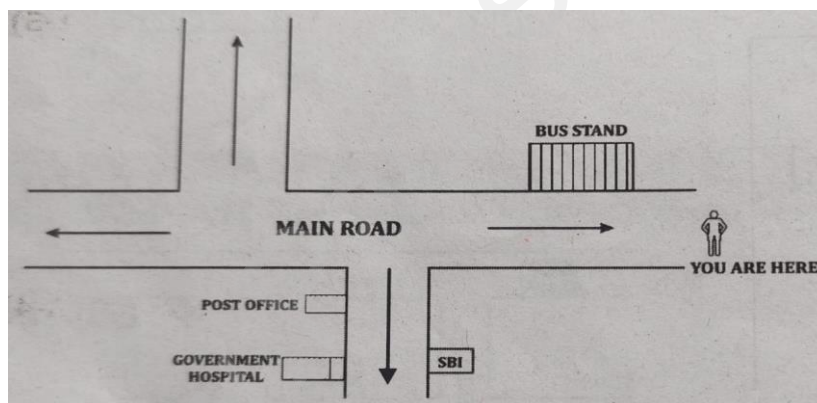 BUS STAND
MAIN ROAD
YOU ARE HERE
POST OFFICE
GOVERNMENT
HOSPITAL
SBI